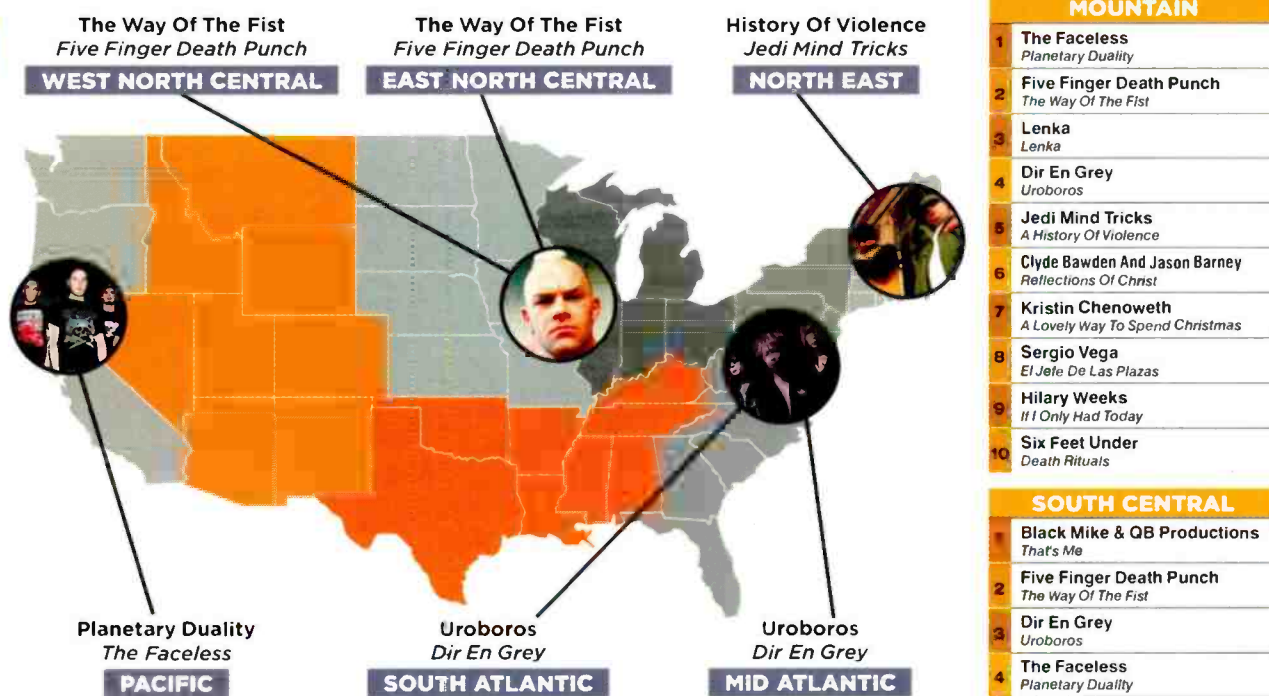 The Way Of The Fist
Five Finger Death Punch
WEST NORTH CENTRAL
The Way Of The Fist
Five Finger Death Punch
EAST NORTH CENTRAL
History Of Violence
Jedi Mind Tricks
NORTH EAST
Planetary Duality
The Faceless
PACIFIC
Uroboros
Dir En Grey
SOUTH ATLANTIC
Uroboros
Dir En Grey
MID ATLANTIC
MOUNTAIN
1 The Faceless
Planetary Duality
2 Five Finger Death Punch
The Way Of The Fist
3 Lenka
Lenka
4 Dir En Grey
Uroboros
5 Jedi Mind Tricks
A History Of Violence
6 Clyde Bawden And Jason Barney
Reflections Of Christ
7 Kristin Chenoweth
A Lovely Way To Spend Christmas
8 Sergio Vega
El Jefe De Las Plazas
9 Hilary Weeks
If I Only Had Today
10 Six Feet Under
Death Rituals
SOUTH CENTRAL
1 Black Mike & QB Productions
That's Me
2 Five Finger Death Punch
The Way Of The Fist
3 Dir En Grey
Uroboros
4 The Faceless
Planetary Duality